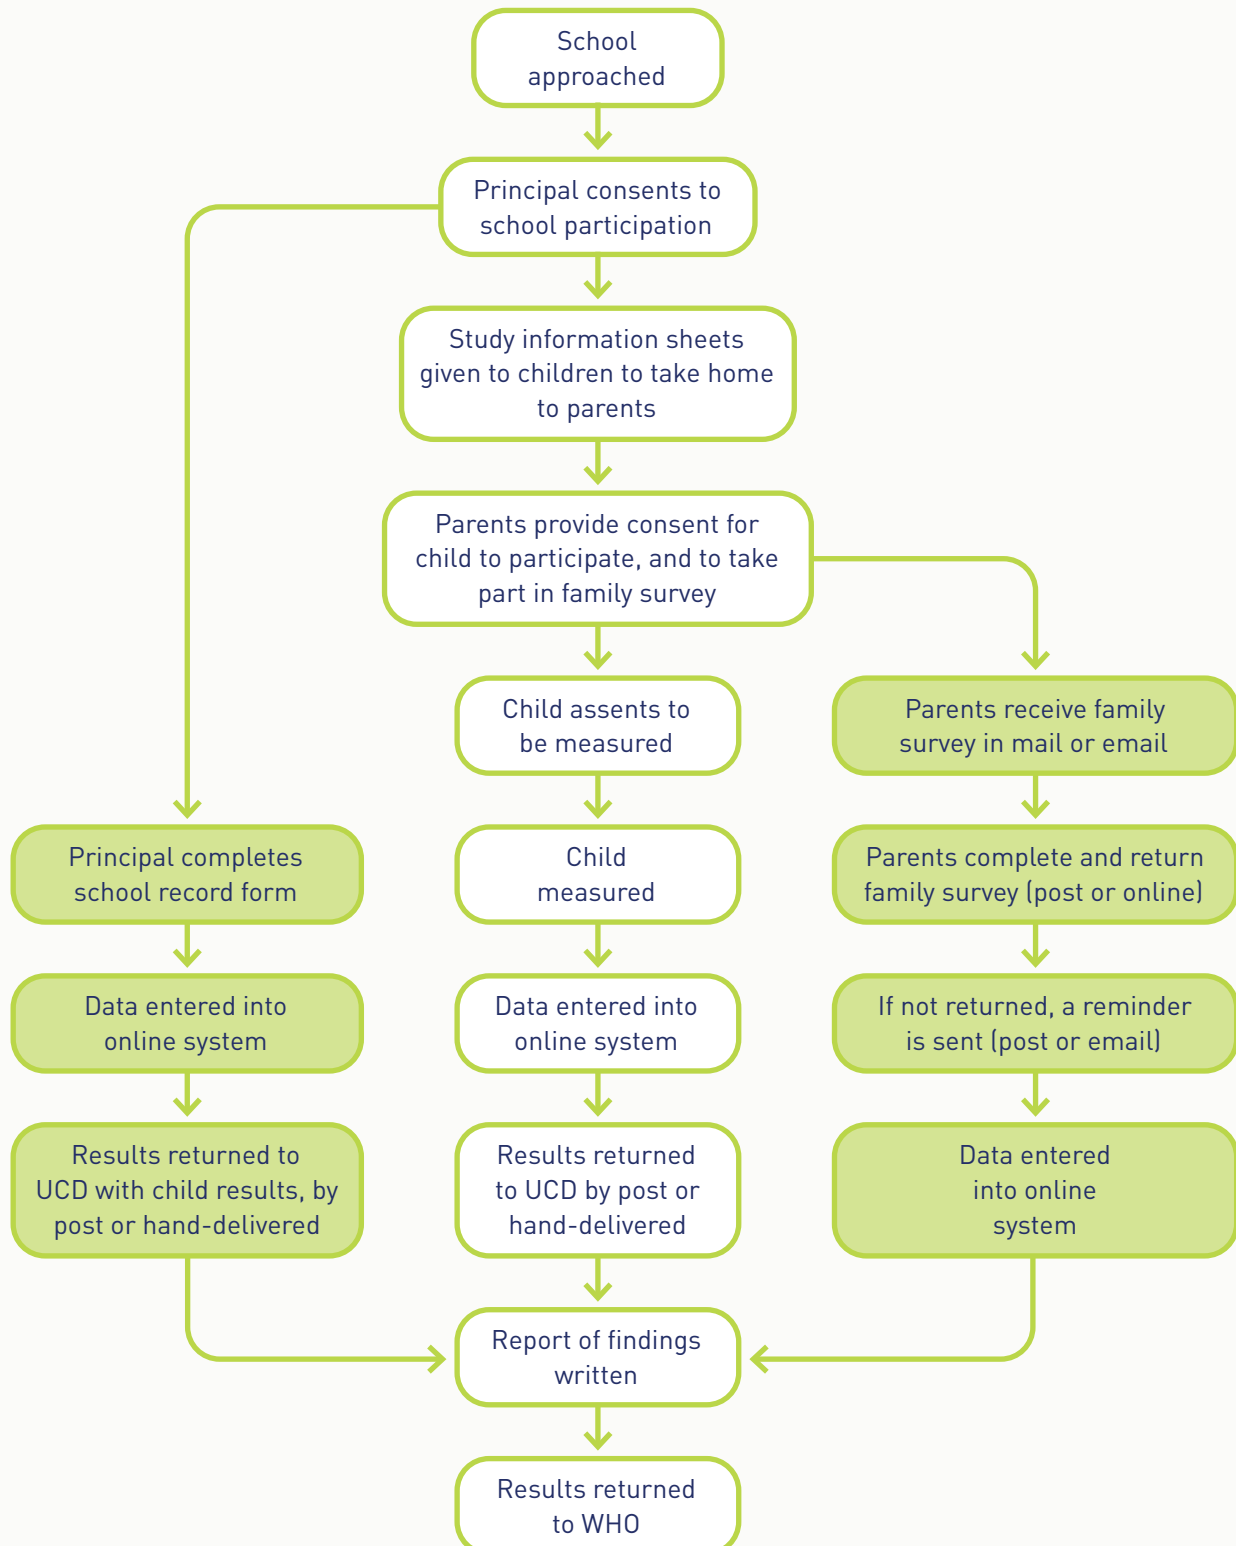 School
approached
Principal consents to
school participation
Study information sheets
given to children to take home
to parents
Parents provide consent for
child to participate, and to take
part in family survey
Child assents to
be measured
Parents receive family
survey in mail or email
Principal completes
school record form
Child
measured
Parents complete and return
family survey (post or online)
Data entered into
online system
Data entered into
online system
If not returned, a reminder
is sent (post or email)
Results returned to
UCD with child results, by
post or hand-delivered
Results returned
to UCD by post or
hand-delivered
Data entered
into online
system
Report of findings
written
Results returned
to WHO